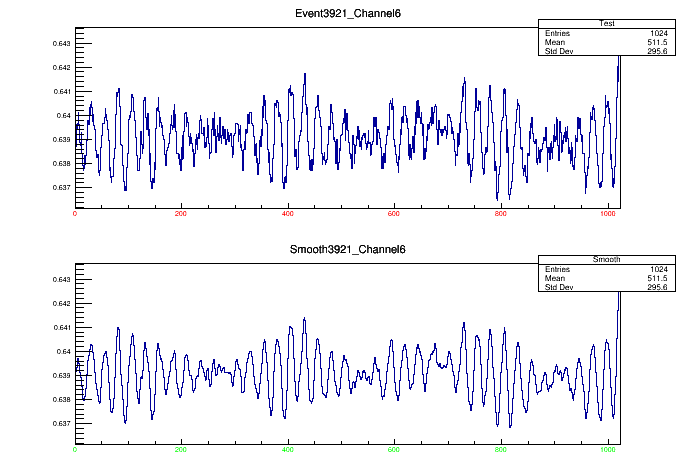 Event3921_Channel6
Test
Entries 1024
Mean 511.5
Std Dev 295.6
0.643
0.642
0.641
0.64
0.639
0.638
0.637
0 200 400 600 800 1000
Smooth3921_Channel6
Smooth
Entries 1024
Mean 511.5
Std Dev 295.6
0.643
0.642
0.641
0.64
0.639
0.638
0.637
0 200 400 600 800 1000